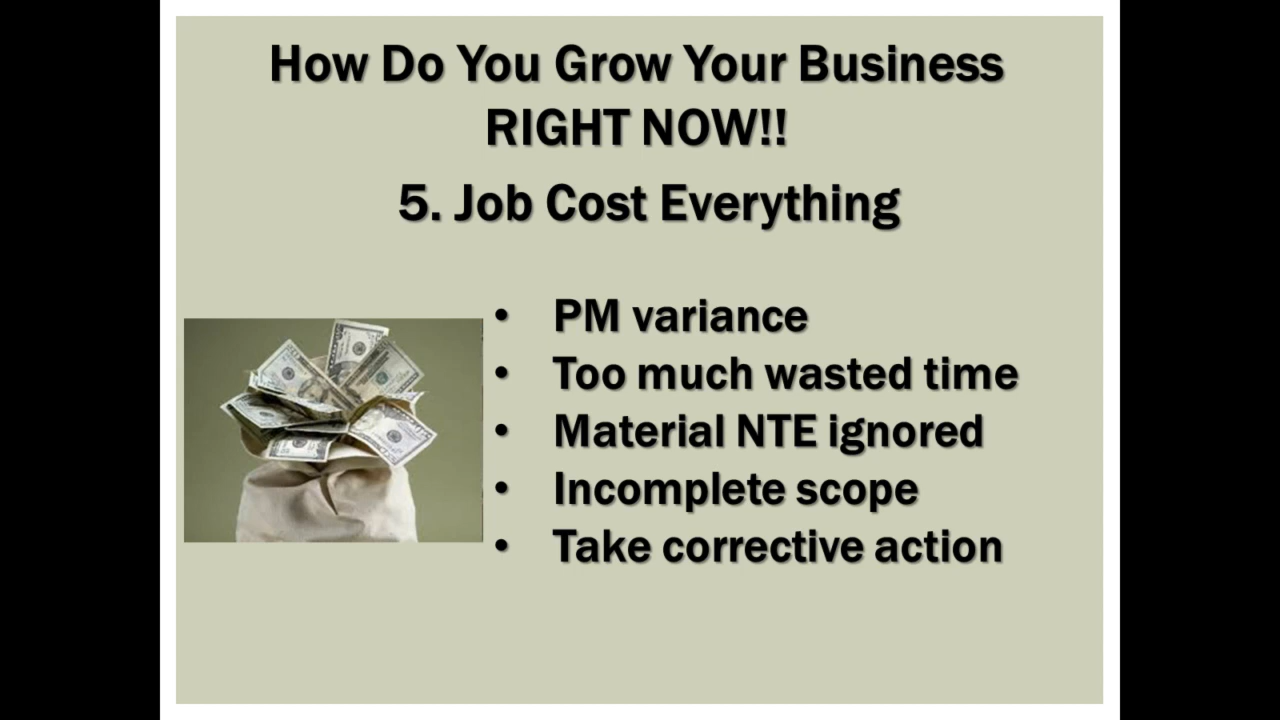 How Do You Grow Your Business
RIGHT NOW!!
5. Job Cost Everything
• PM variance
• Too much wasted time
• Material NTE ignored
• Incomplete scope
• Take corrective action